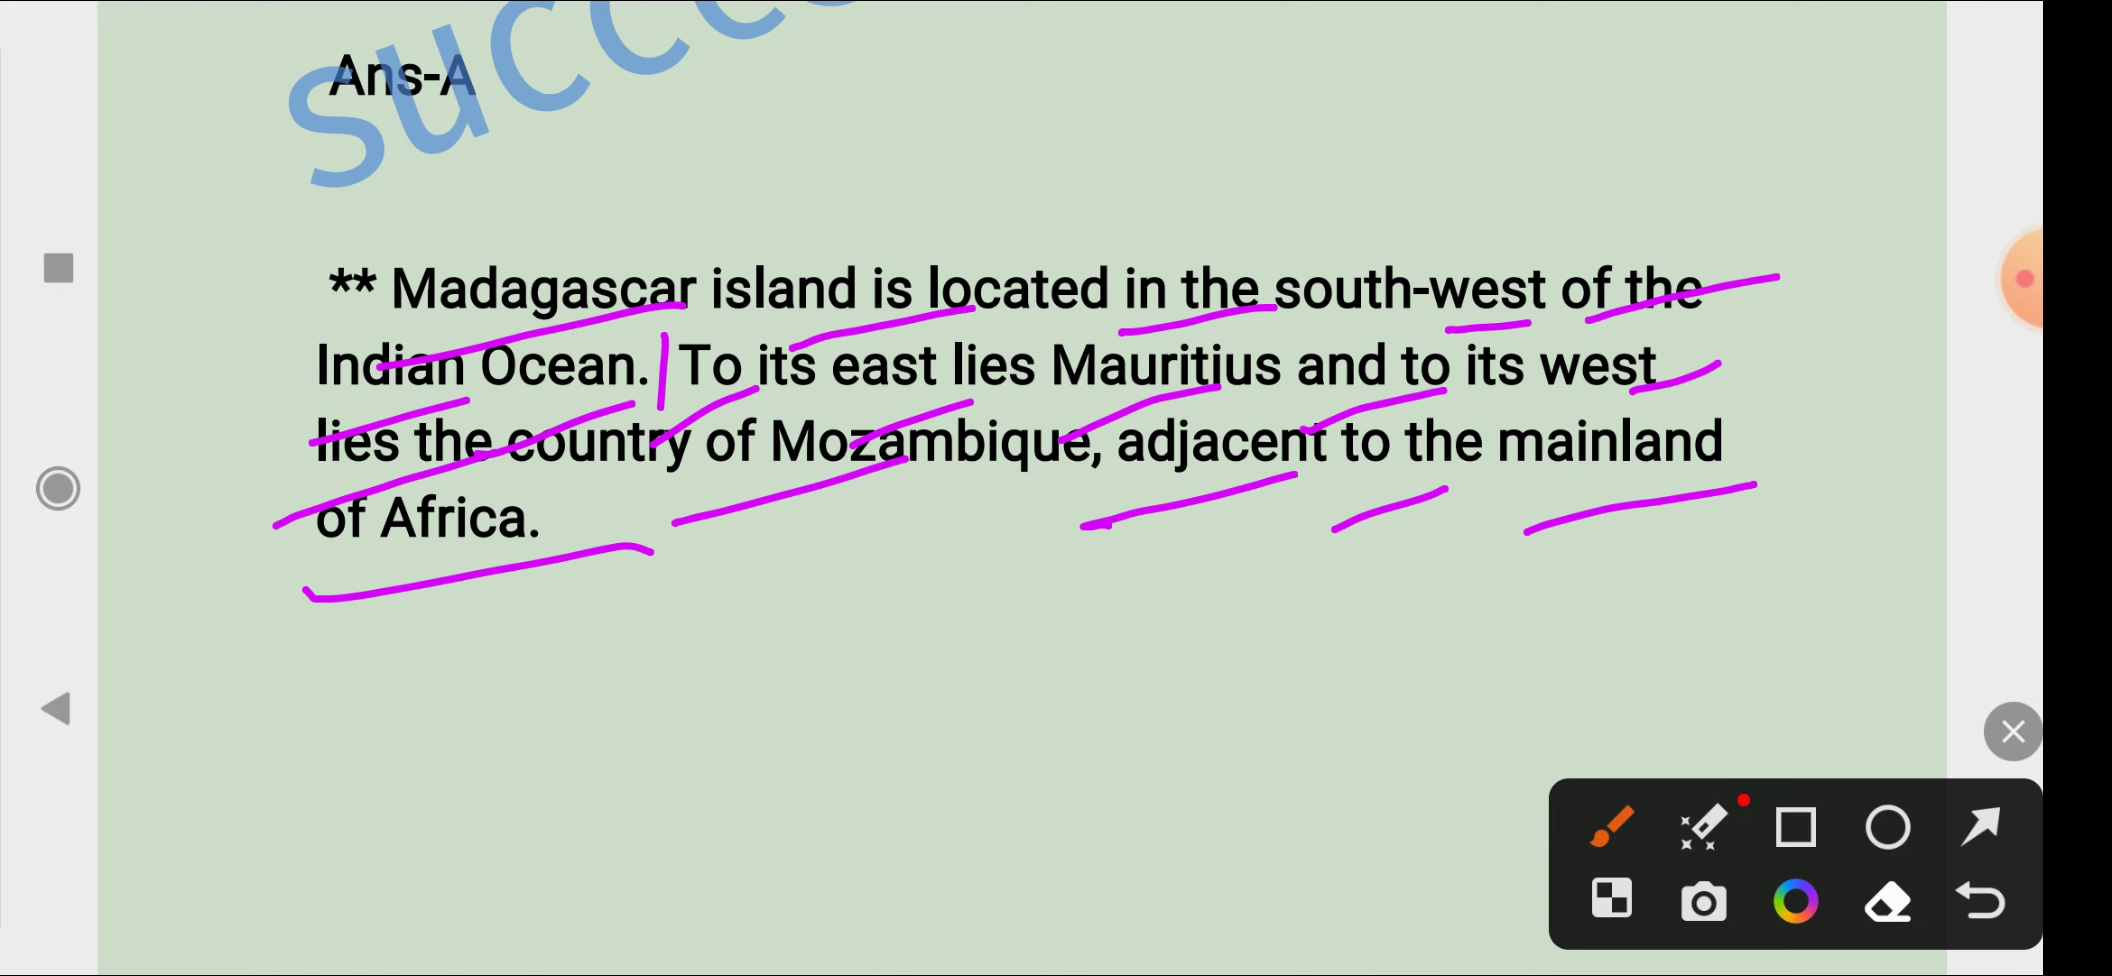 succe
Ans-A
** Madagascar island is located in the south-west of the
Indian Ocean. To its east lies Mauritius and to its west
lies the country of Mozambique, adjacent to the mainland
of Africa.